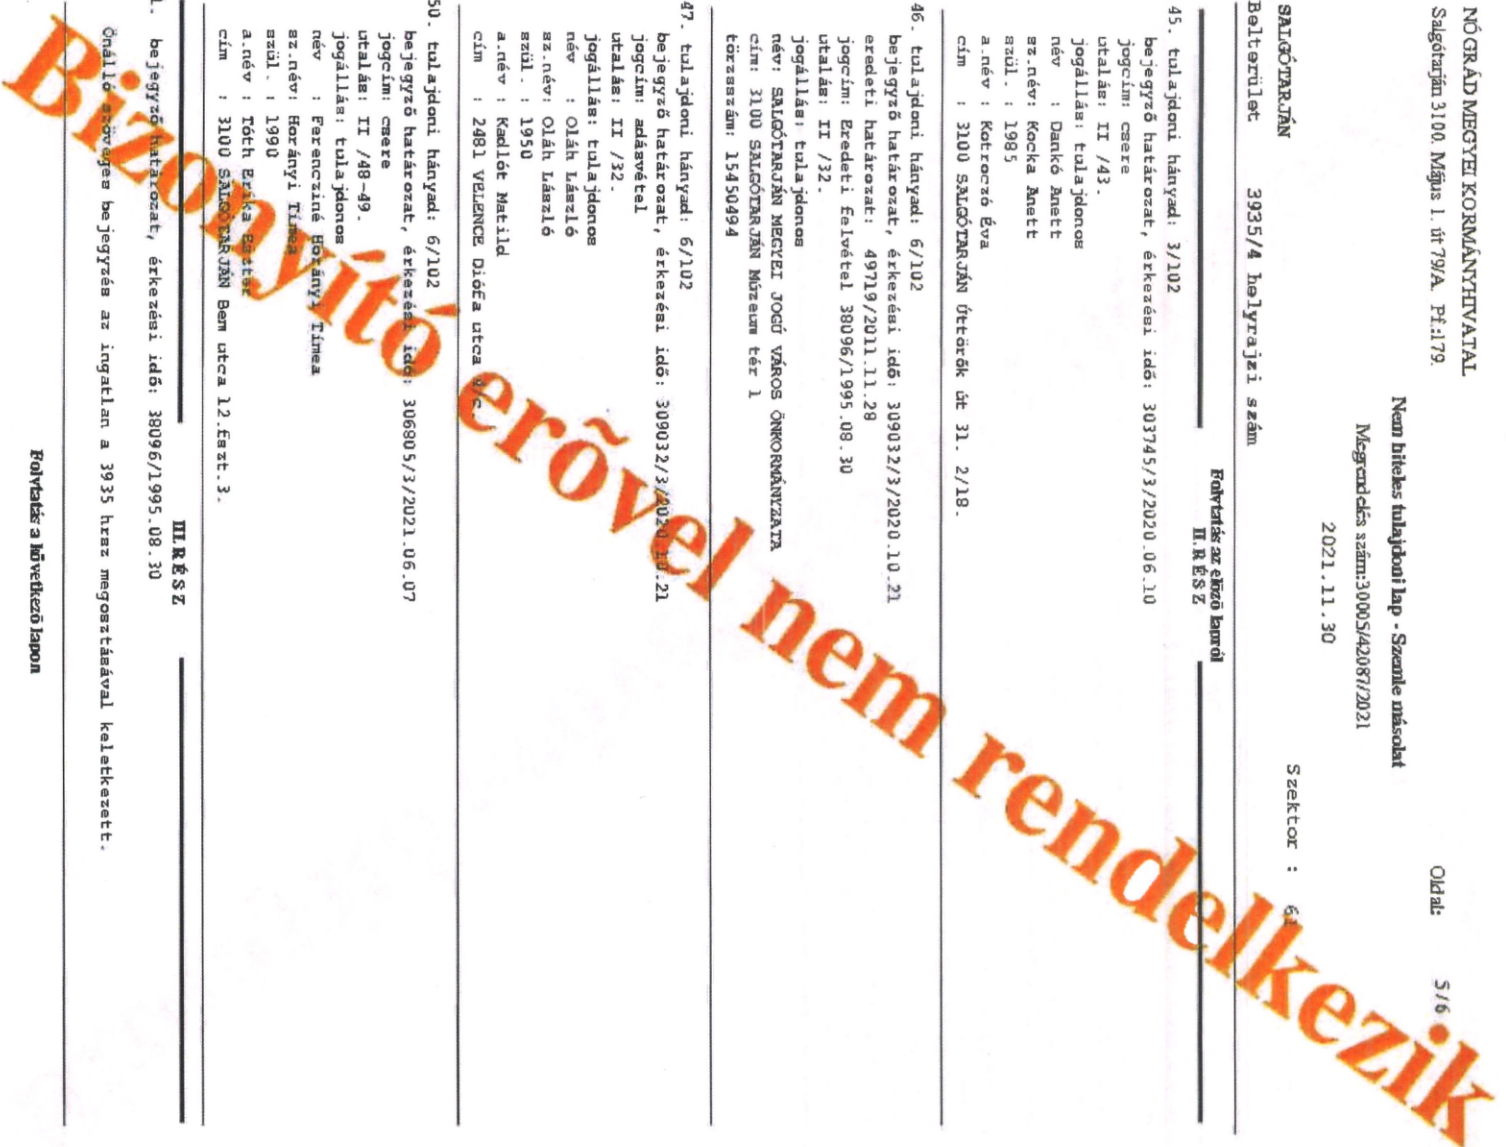 NÓGRÁD MEGYEI KORMÁNYHIVATAL
Salgótarján 3100. Május 1. út 79/A. Pf.:179.
Oldal: 5/6
Nem hiteles tulajdoni lap - Szemle másolat
Megrendelés szám:30005/42087/2021
2021.11.30
SALGÓTARJÁN
Szektor : 61
Belterület 3935/4 helyrajzi szám
Folytatás az előző lapról
II.RÉSZ
45. tulajdoni hányad: 3/102
bejegyző határozat, érkezési idő: 303745/3/2020.06.10
jogcím: csere
utalás: II /43.
jogállás: tulajdonos
név : Dankó Anett
sz.név: Kocka Anett
szül. : 1985
a.név : Kotroczó Éva
cím : 3100 SALGÓTARJÁN Úttörők út 31. 2/18.
46. tulajdoni hányad: 6/102
bejegyző határozat, érkezési idő: 309032/3/2020.10.21
eredeti határozat: 49719/2011.11.28
jogcím: Eredeti felvétel 38096/1995.08.30
utalás: II /32.
jogállás: tulajdonos
név: SALGÓTARJÁN MEGYEI JOGÚ VÁROS ÖNKORMÁNYZATA
cím: 3100 SALGÓTARJÁN Múzeum tér 1
törzsszám: 15450494
47. tulajdoni hányad: 6/102
bejegyző határozat, érkezési idő: 309032/3/2020.10.21
jogcím: adásvétel
utalás: II /32.
jogállás: tulajdonos
név : Oláh László
sz.név: Oláh László
szül. : 1950
a.név : Kadlót Matild
cím : 2481 VELENCE Diófa utca
50. tulajdoni hányad: 6/102
bejegyző határozat, érkezési idő: 306805/3/2021.06.07
jogcím: csere
utalás: II /48-49.
jogállás: tulajdonos
név : Ferencziné Horányi Tímea
sz.név: Horányi Tímea
szül. : 1990
a.név : Tóth Erika Eszter
cím : 3100 SALGÓTARJÁN Bem utca 12.fszt.3.
III.RÉSZ
1. bejegyző határozat, érkezési idő: 38096/1995.08.30
Önálló szöveges bejegyzés az ingatlan a 3935 hrsz megosztásával keletkezett.
Folytatás a következő lapon
Bizonyító erővel nem rendelkezik